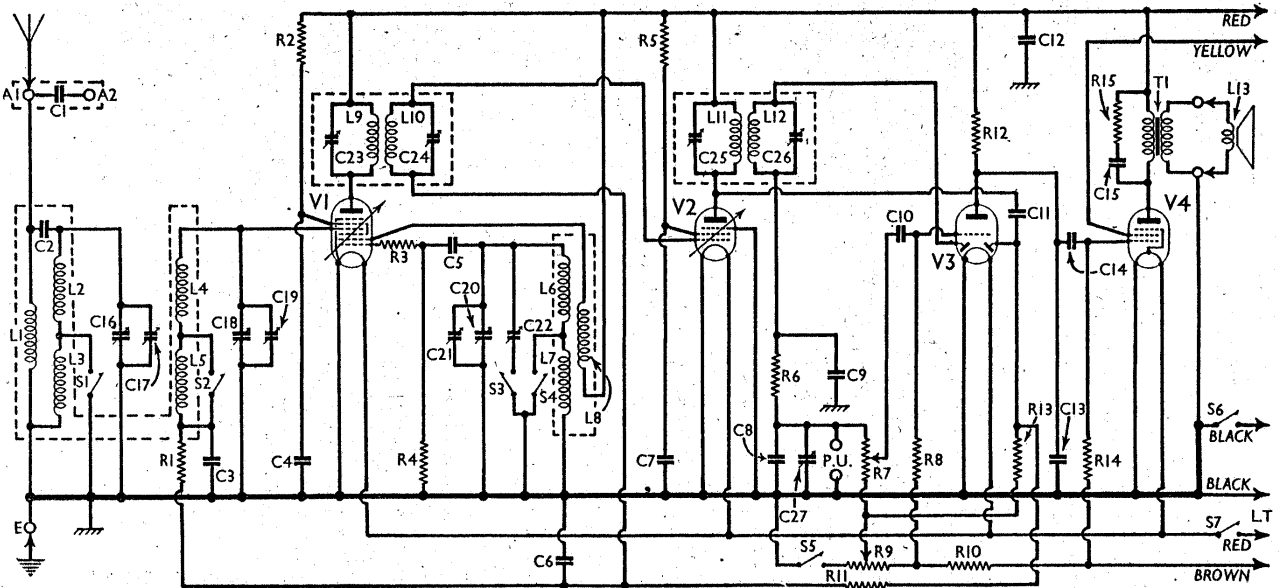 RED
YELLOW
A1
A2
C1
R2
R5
C12
R15
T1
L13
L9
L10
C23
C24
L11
L12
C25
C26
R12
C15
V1
V2
V3
V4
C2
R3
C5
C10
C11
C14
L1
L2
L3
S1
C16
C17
L4
L5
S2
C18
C19
C20
C21
C22
S3
S4
L6
L7
L8
R6
C9
R1
C3
C4
R4
C7
C8
C27
P.U.
R7
R8
R13
C13
R14
S6
BLACK
BLACK
E
C6
S5
R9
R10
R11
S7
LT
RED
BROWN